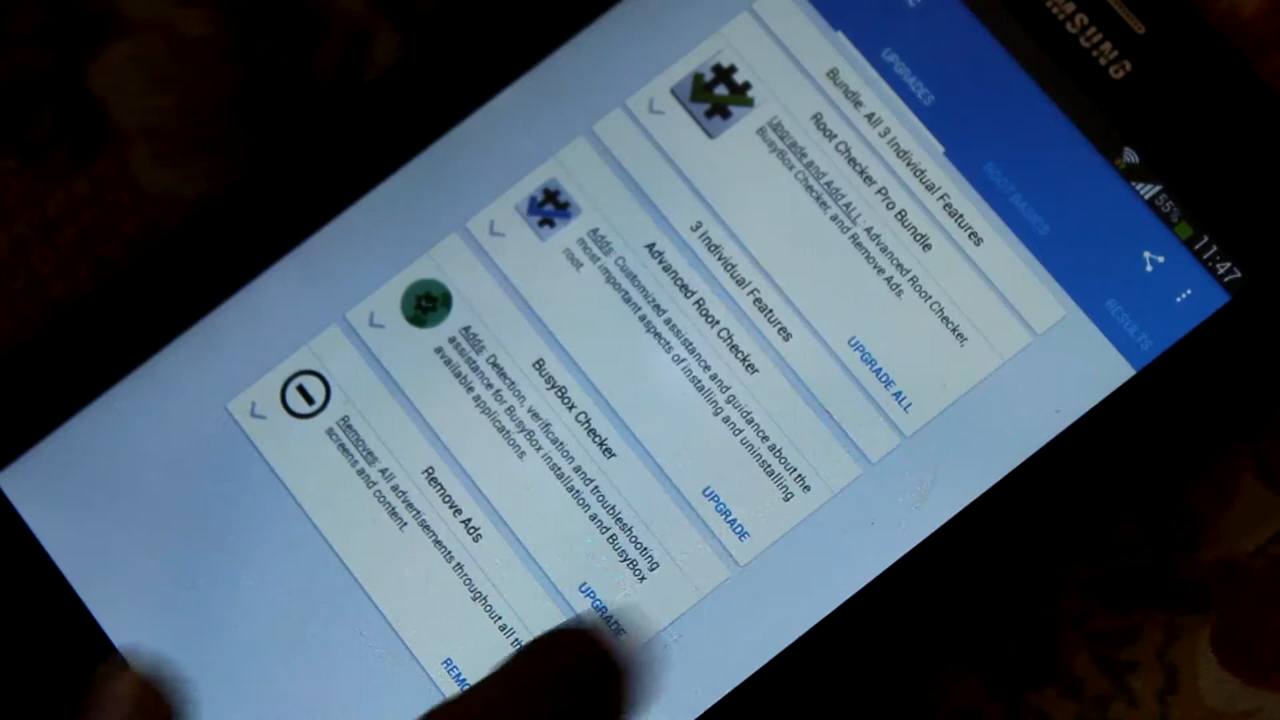 SAMSUNG
55%
11:47
UPGRADES
ROOT BASICS
RESULTS
Bundle: All 3 Individual Features
Root Checker Pro Bundle
Upgrade and Add ALL: Advanced Root Checker,
BusyBox Checker, and Remove Ads.
UPGRADE ALL
3 Individual Features
Advanced Root Checker
Adds: Customized assistance and guidance about the
most important aspects of installing and uninstalling
root.
UPGRADE
BusyBox Checker
Adds: Detection, verification and troubleshooting
assistance for BusyBox installation and BusyBox
available applications.
UPGRADE
Remove Ads
Removes: All advertisements throughout all th
screens and content.
REMO